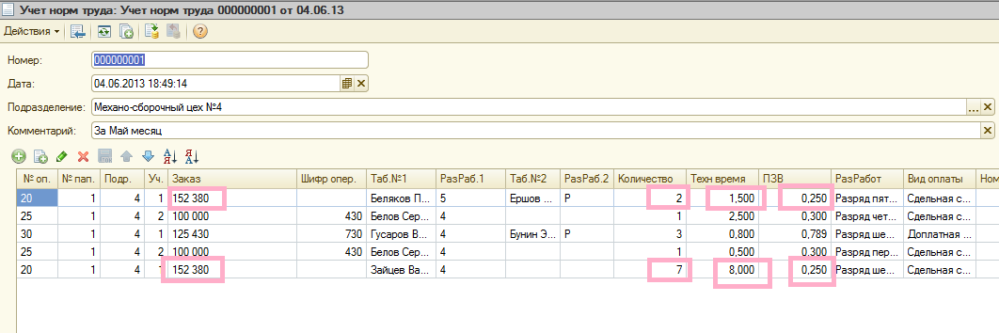 Учет норм труда: Учет норм труда 000000001 от 04.06.13
Действия
Номер: 000000001
Дата: 04.06.2013 18:49:14
Подразделение: Механо-сборочный цех №4
Комментарий: За Май месяц
№ оп. № пап. Подр. Уч. Заказ Шифр опер. Таб.№1 РазРаб.1 Таб.№2 РазРаб.2 Количество Техн время ПЗВ РазРабот Вид оплаты Ном
20 1 4 1 152 380 Беляков П... 5 Ершов ... Р 2 1,500 0,250 Разряд пят... Сдельная с...
25 1 4 2 100 000 430 Белов Сер... 4 1 2,500 0,300 Разряд чет... Сдельная с...
30 1 4 1 125 430 730 Гусаров В... 4 Бунин Э... Р 3 0,800 0,789 Разряд ше... Доплатная ...
25 1 4 2 100 000 430 Белов Сер... 4 1 0,500 0,300 Разряд пер... Сдельная с...
20 1 4 1 152 380 Зайцев Ва... 4 7 8,000 0,250 Разряд ше... Сдельная с...